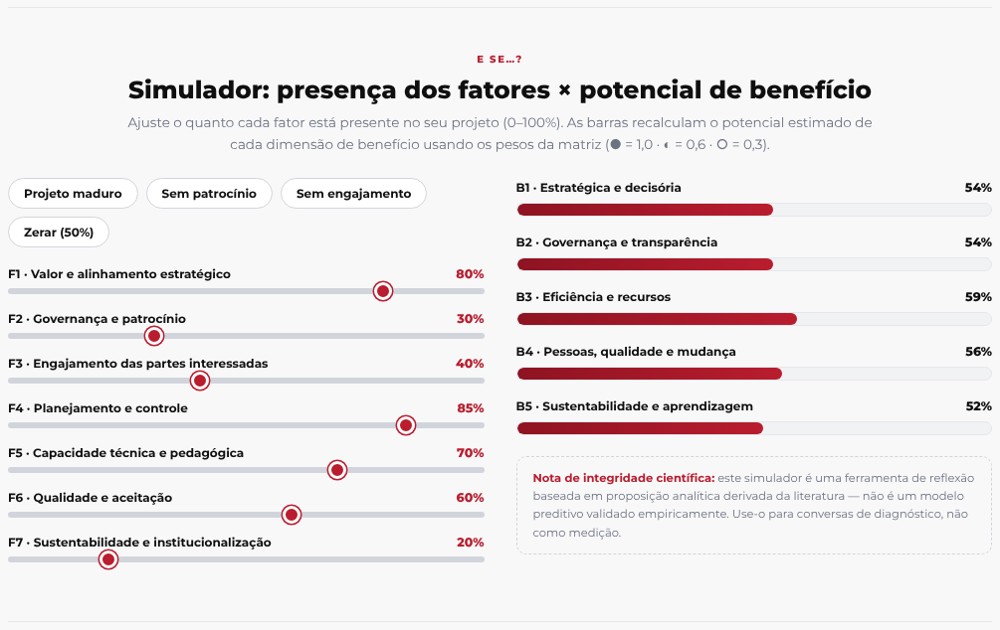 E SE…?
Simulador: presença dos fatores × potencial de benefício
Ajuste o quanto cada fator está presente no seu projeto (0–100%). As barras recalculam o potencial estimado de
cada dimensão de benefício usando os pesos da matriz (● = 1,0 · ◖ = 0,6 · ○ = 0,3).
Projeto maduro
Sem patrocínio
Sem engajamento
Zerar (50%)
F1 · Valor e alinhamento estratégico 80%
F2 · Governança e patrocínio 30%
F3 · Engajamento das partes interessadas 40%
F4 · Planejamento e controle 85%
F5 · Capacidade técnica e pedagógica 70%
F6 · Qualidade e aceitação 60%
F7 · Sustentabilidade e institucionalização 20%
B1 · Estratégica e decisória 54%
B2 · Governança e transparência 54%
B3 · Eficiência e recursos 59%
B4 · Pessoas, qualidade e mudança 56%
B5 · Sustentabilidade e aprendizagem 52%
Nota de integridade científica: este simulador é uma ferramenta de reflexão
baseada em proposição analítica derivada da literatura — não é um modelo
preditivo validado empiricamente. Use-o para conversas de diagnóstico, não
como medição.